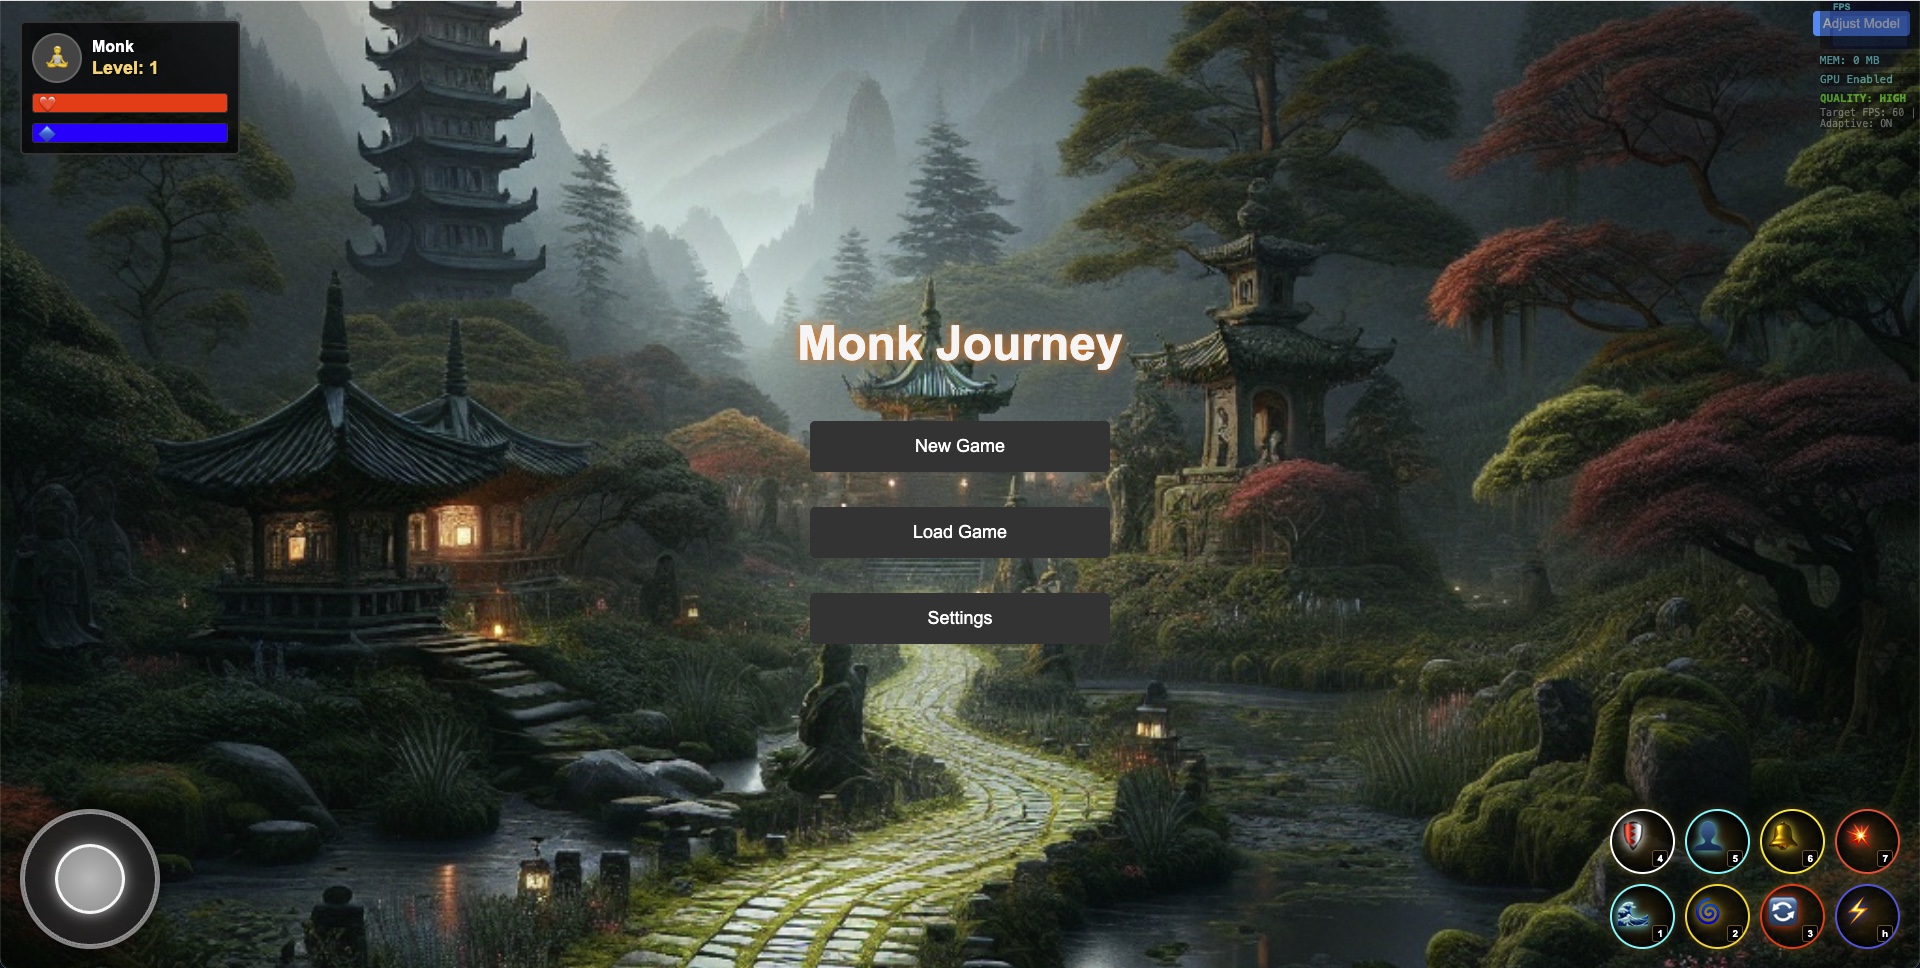 Monk
Level: 1
FPS
Adjust Model
MEM: 0 MB
GPU Enabled
QUALITY: HIGH
Target FPS: 60 |
Adaptive: ON
Monk Journey
New Game
Load Game
Settings
4
5
6
7
1
2
3
h